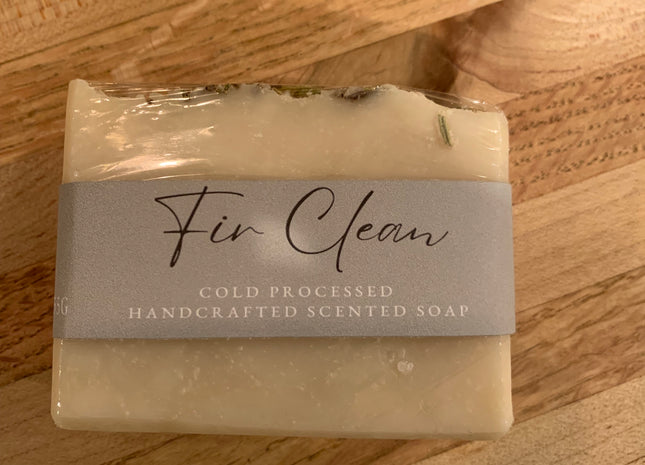 Fir Clean
COLD PROCESSED
HANDCRAFTED SCENTED SOAP